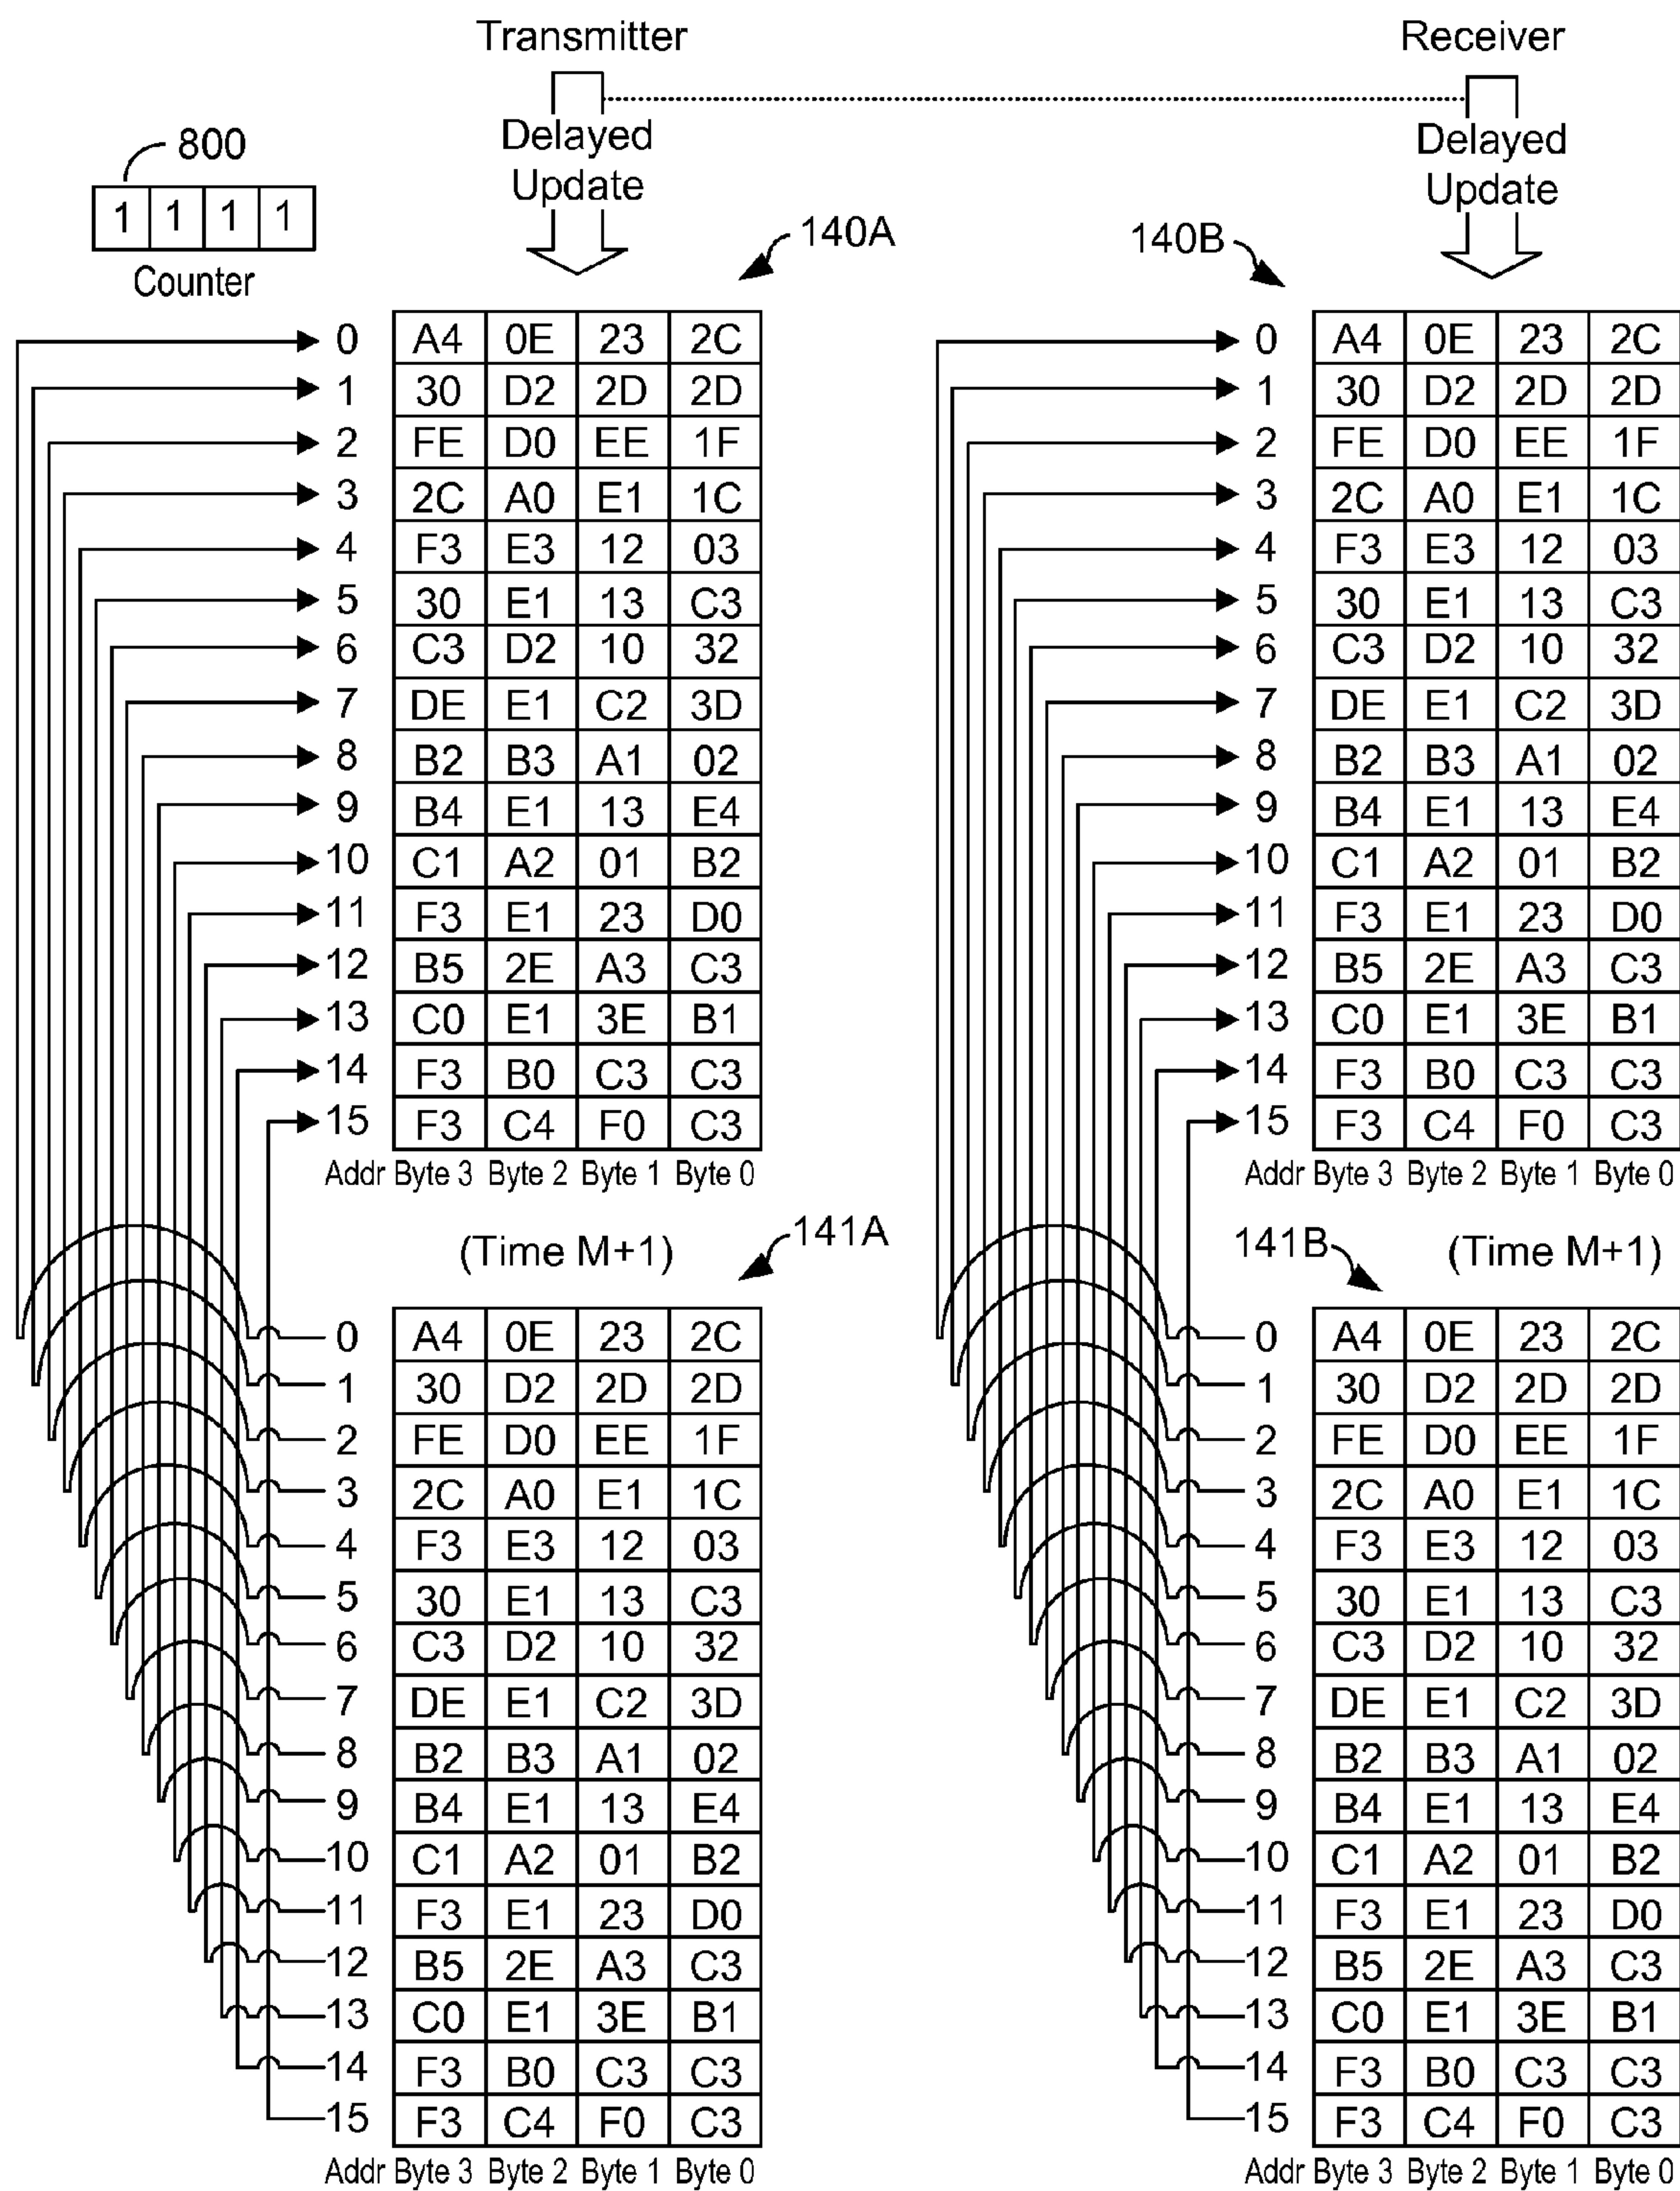 Transmitter Receiver
Delayed Update Delayed Update
800
1 1 1 1
Counter
140A 140B
0 A4 0E 23 2C 0 A4 0E 23 2C
1 30 D2 2D 2D 1 30 D2 2D 2D
2 FE D0 EE 1F 2 FE D0 EE 1F
3 2C A0 E1 1C 3 2C A0 E1 1C
4 F3 E3 12 03 4 F3 E3 12 03
5 30 E1 13 C3 5 30 E1 13 C3
6 C3 D2 10 32 6 C3 D2 10 32
7 DE E1 C2 3D 7 DE E1 C2 3D
8 B2 B3 A1 02 8 B2 B3 A1 02
9 B4 E1 13 E4 9 B4 E1 13 E4
10 C1 A2 01 B2 10 C1 A2 01 B2
11 F3 E1 23 D0 11 F3 E1 23 D0
12 B5 2E A3 C3 12 B5 2E A3 C3
13 C0 E1 3E B1 13 C0 E1 3E B1
14 F3 B0 C3 C3 14 F3 B0 C3 C3
15 F3 C4 F0 C3 15 F3 C4 F0 C3
Addr Byte 3 Byte 2 Byte 1 Byte 0 Addr Byte 3 Byte 2 Byte 1 Byte 0
(Time M+1) 141A 141B (Time M+1)
0 A4 0E 23 2C 0 A4 0E 23 2C
1 30 D2 2D 2D 1 30 D2 2D 2D
2 FE D0 EE 1F 2 FE D0 EE 1F
3 2C A0 E1 1C 3 2C A0 E1 1C
4 F3 E3 12 03 4 F3 E3 12 03
5 30 E1 13 C3 5 30 E1 13 C3
6 C3 D2 10 32 6 C3 D2 10 32
7 DE E1 C2 3D 7 DE E1 C2 3D
8 B2 B3 A1 02 8 B2 B3 A1 02
9 B4 E1 13 E4 9 B4 E1 13 E4
10 C1 A2 01 B2 10 C1 A2 01 B2
11 F3 E1 23 D0 11 F3 E1 23 D0
12 B5 2E A3 C3 12 B5 2E A3 C3
13 C0 E1 3E B1 13 C0 E1 3E B1
14 F3 B0 C3 C3 14 F3 B0 C3 C3
15 F3 C4 F0 C3 15 F3 C4 F0 C3
Addr Byte 3 Byte 2 Byte 1 Byte 0 Addr Byte 3 Byte 2 Byte 1 Byte 0